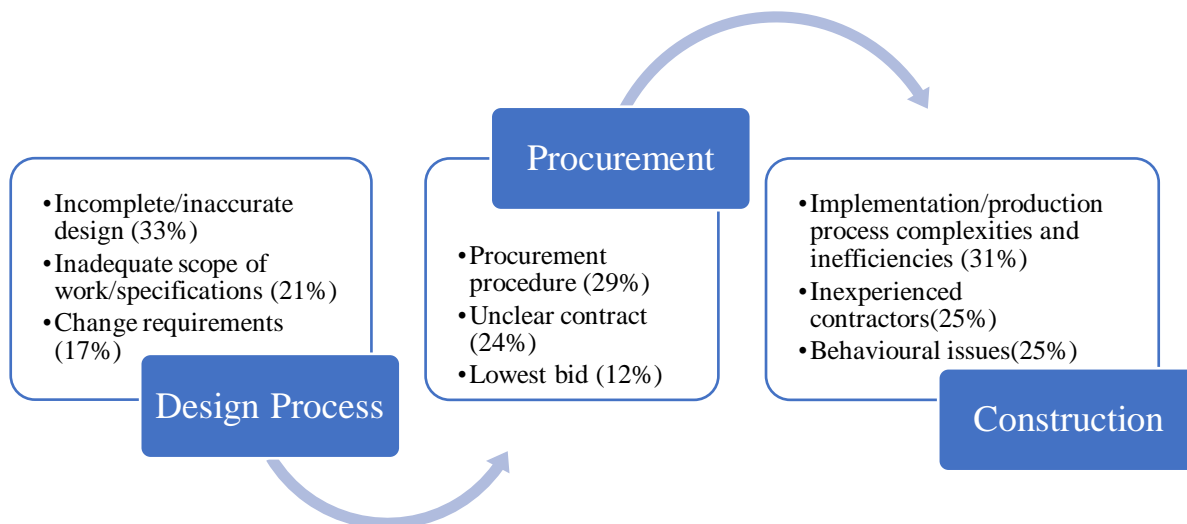 •Incomplete/inaccurate
design (33%)
•Inadequate scope of
work/specifications (21%)
•Change requirements
(17%)
Design Process
Procurement
•Procurement
procedure (29%)
•Unclear contract
(24%)
•Lowest bid (12%)
•Implementation/production
process complexities and
inefficiencies (31%)
•Inexperienced
contractors(25%)
•Behavioural issues(25%)
Construction